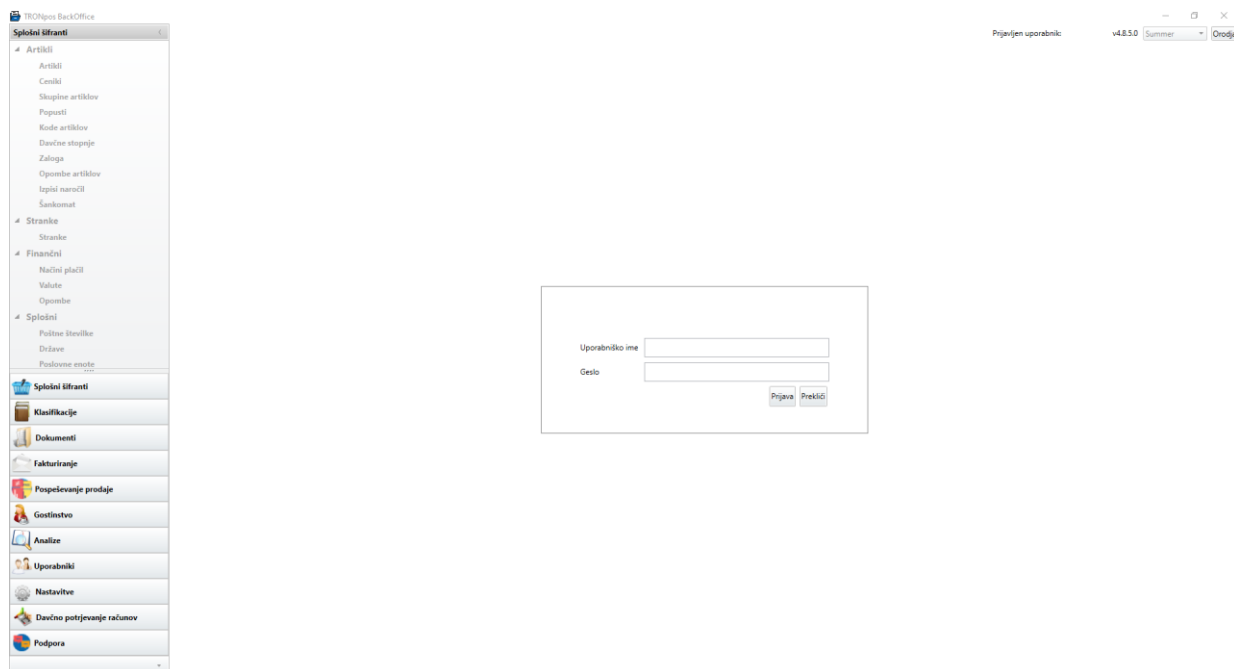 TRONpos BackOffice
Splošni šifranti
Prijavljen uporabnik:
v4.8.5.0
Summer
Orodja
Artikli
Artikli
Ceniki
Skupine artiklov
Popusti
Kode artiklov
Davčne stopnje
Zaloga
Opombe artiklov
Izpisi naročil
Šankomat
Stranke
Stranke
Finančni
Načini plačil
Valute
Opombe
Splošni
Poštne številke
Države
Poslovne enote
Uporabniško ime
Geslo
Prijava Prekliči
Splošni šifranti
Klasifikacije
Dokumenti
Fakturiranje
Pospeševanje prodaje
Gostinstvo
Analize
Uporabniki
Nastavitve
Davčno potrjevanje računov
Podpora